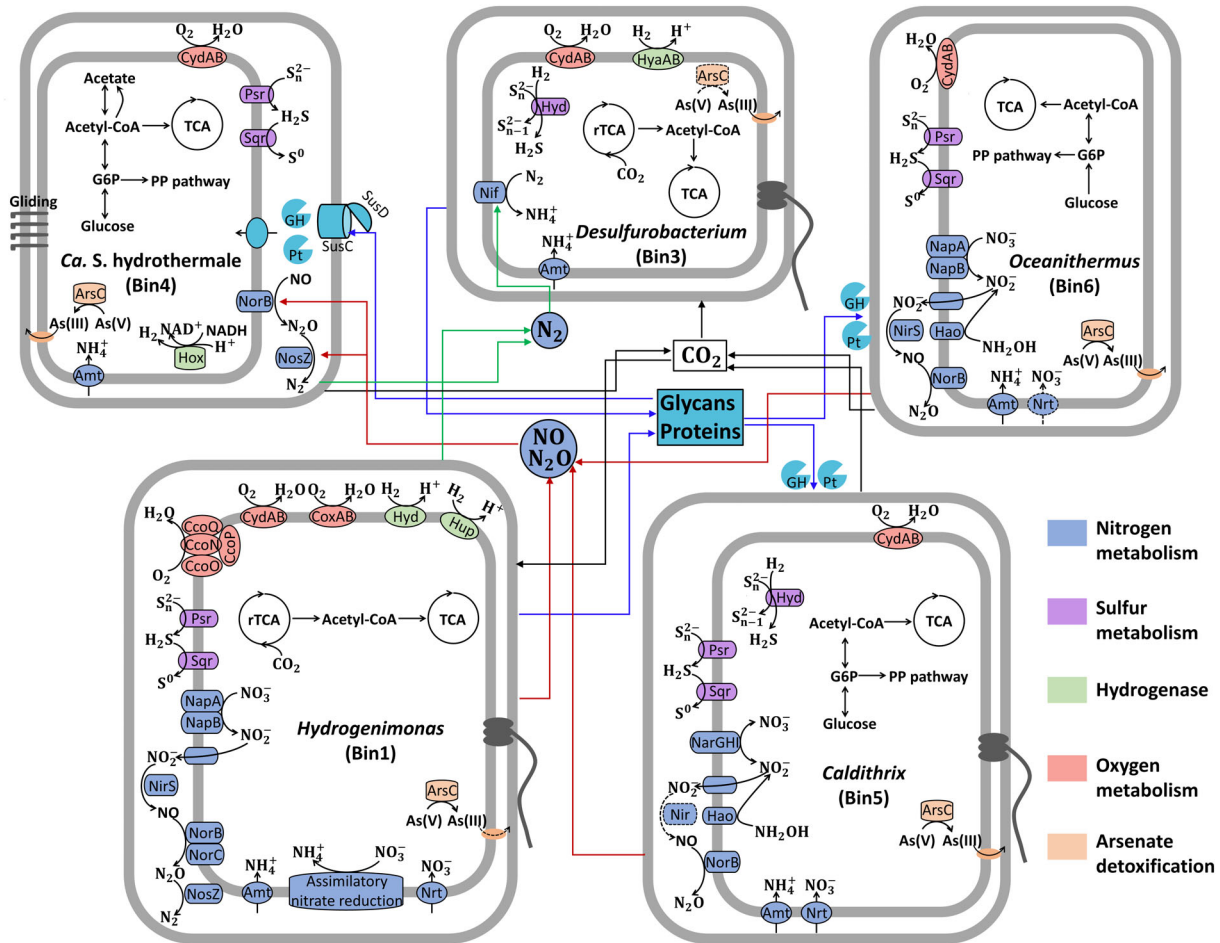 O₂ H₂O
CydAB
Acetate
Acetyl-CoA
TCA
G6P
PP pathway
Glucose
Psr
Sₙ²⁻
H₂S
Sqr
S⁰
Gliding
GH
Pt
SusC
SusD
Ca. S. hydrothermale
(Bin4)
NorB
NO
N₂O
NosZ
N₂
ArsC
As(III) As(V)
NH₄⁺
Amt
H₂
NAD⁺
NADH
H⁺
Hox
O₂ H₂O
CydAB
H₂ H⁺
HyaAB
H₂
Sₙ²⁻
Hyd
Sₙ₋₁²⁻
H₂S
ArsC
As(V) As(III)
rTCA
Acetyl-CoA
CO₂
TCA
Nif
N₂
NH₄⁺
Desulfurobacterium
(Bin3)
NH₄⁺
Amt
H₂O
O₂
CydAB
TCA
Acetyl-CoA
Sₙ²⁻
Psr
H₂S
Sqr
S⁰
PP pathway
G6P
Glucose
NapA
NapB
NO₃⁻
NO₂⁻
Oceanithermus
(Bin6)
NO₂⁻
NirS
Hao
NO
NH₂OH
NorB
N₂O
ArsC
As(V) As(III)
NH₄⁺
Amt
NO₃⁻
Nrt
GH
Pt
N₂
CO₂
Glycans
Proteins
NO
N₂O
GH Pt
H₂O
O₂
CcoQ
CcoN
CcoO
CcoP
O₂ H₂O
CydAB
O₂ H₂O
CoxAB
H₂ H⁺
Hyd
H₂ H⁺
Hup
Sₙ²⁻
Psr
H₂S
Sqr
S⁰
rTCA
Acetyl-CoA
TCA
CO₂
NapA
NapB
NO₃⁻
NO₂⁻
NO₂⁻
NirS
NO
NorB
NorC
N₂O
NosZ
N₂
Hydrogenimonas
(Bin1)
ArsC
As(V) As(III)
NH₄⁺
Amt
NH₄⁺ NO₃⁻
Assimilatory
nitrate reduction
NO₃⁻
Nrt
O₂ H₂O
CydAB
H₂
Sₙ²⁻
Hyd
Sₙ₋₁²⁻
H₂S
Sₙ²⁻
Psr
H₂S
Sqr
S⁰
Acetyl-CoA
TCA
G6P
PP pathway
Glucose
NarGHI
NO₃⁻
NO₂⁻
NO₂⁻
Nir
Hao
NO
NH₂OH
NorB
N₂O
Caldithrix
(Bin5)
ArsC
As(V) As(III)
NH₄⁺
Amt
NO₃⁻
Nrt
Nitrogen
metabolism
Sulfur
metabolism
Hydrogenase
Oxygen
metabolism
Arsenate
detoxification